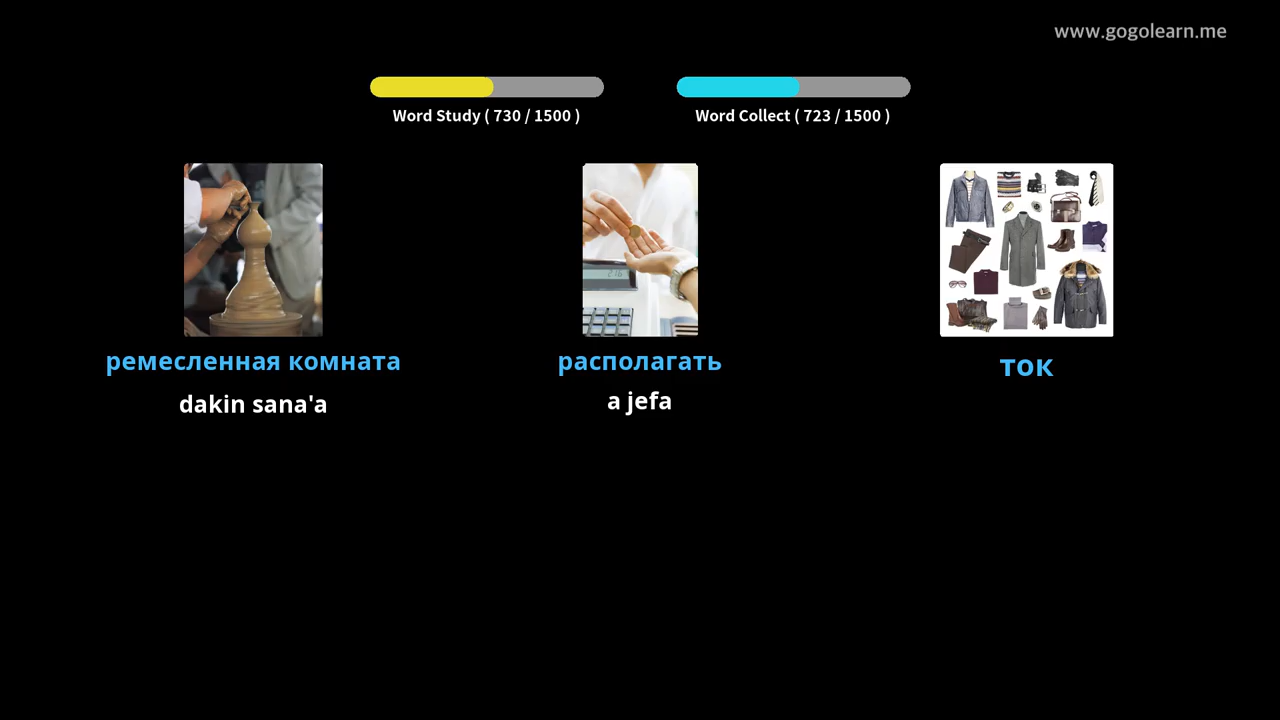 www.gogolearn.me
Word Study ( 730 / 1500 )
Word Collect ( 723 / 1500 )
ремесленная комната
располагать
ток
dakin sana'a
a jefa